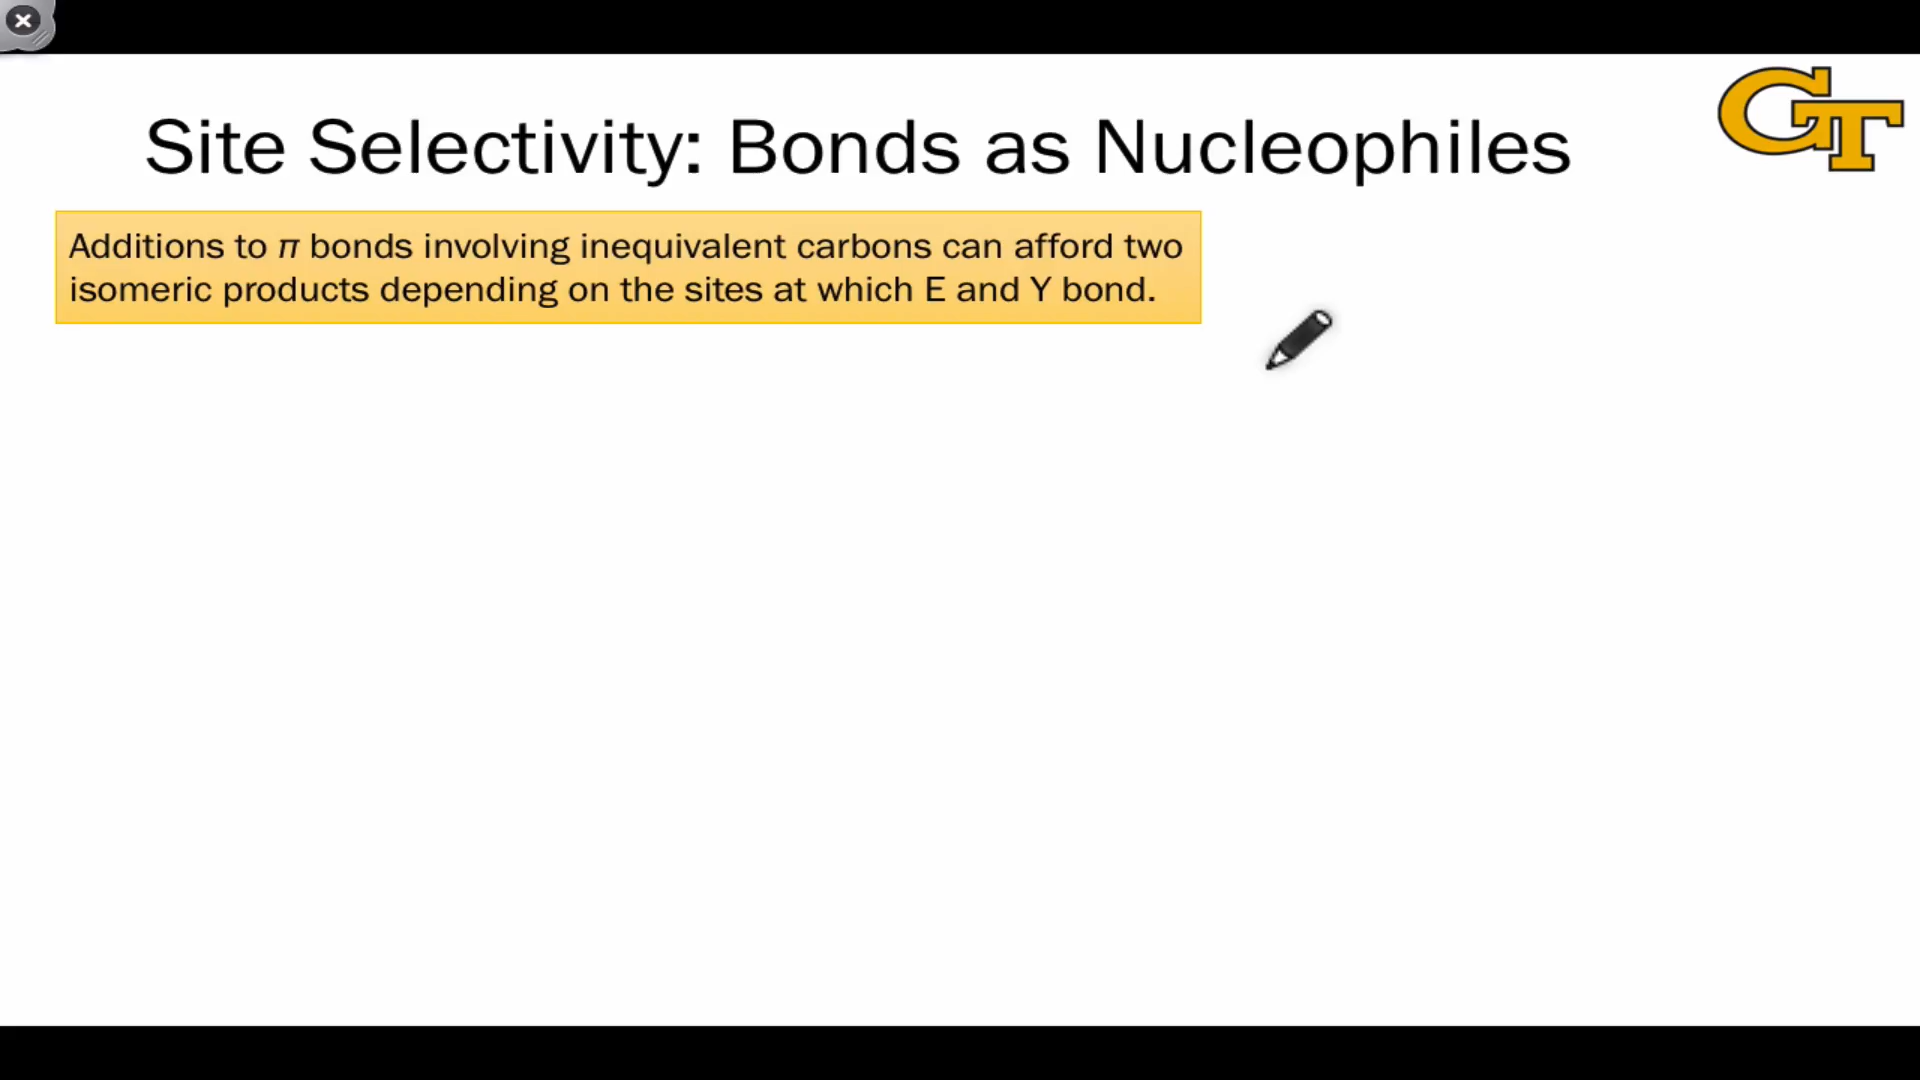 GT
Site Selectivity: Bonds as Nucleophiles
Additions to π bonds involving inequivalent carbons can afford two
isomeric products depending on the sites at which E and Y bond.